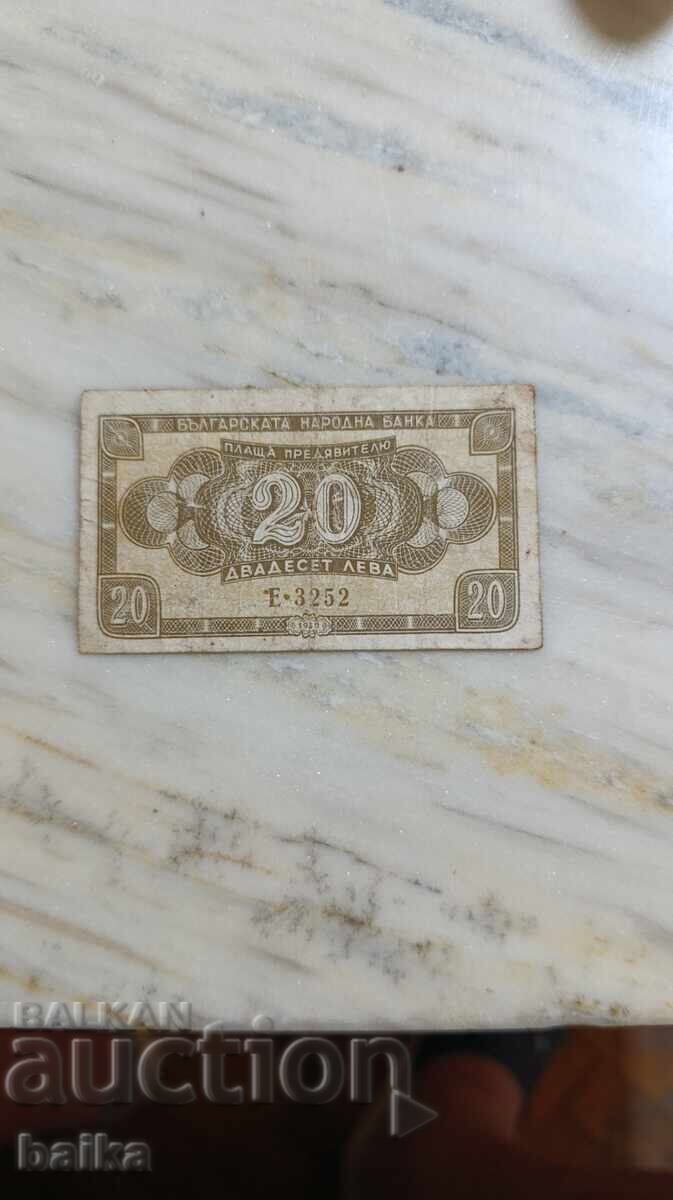 БЪЛГАРСКАТА НАРОДНА БАНКА
ПЛАЩА ПРЕДЯВИТЕЛЮ
20
ДВАДЕСЕТ ЛЕВА
Е•3252
20
20
BALKAN
auction
baika